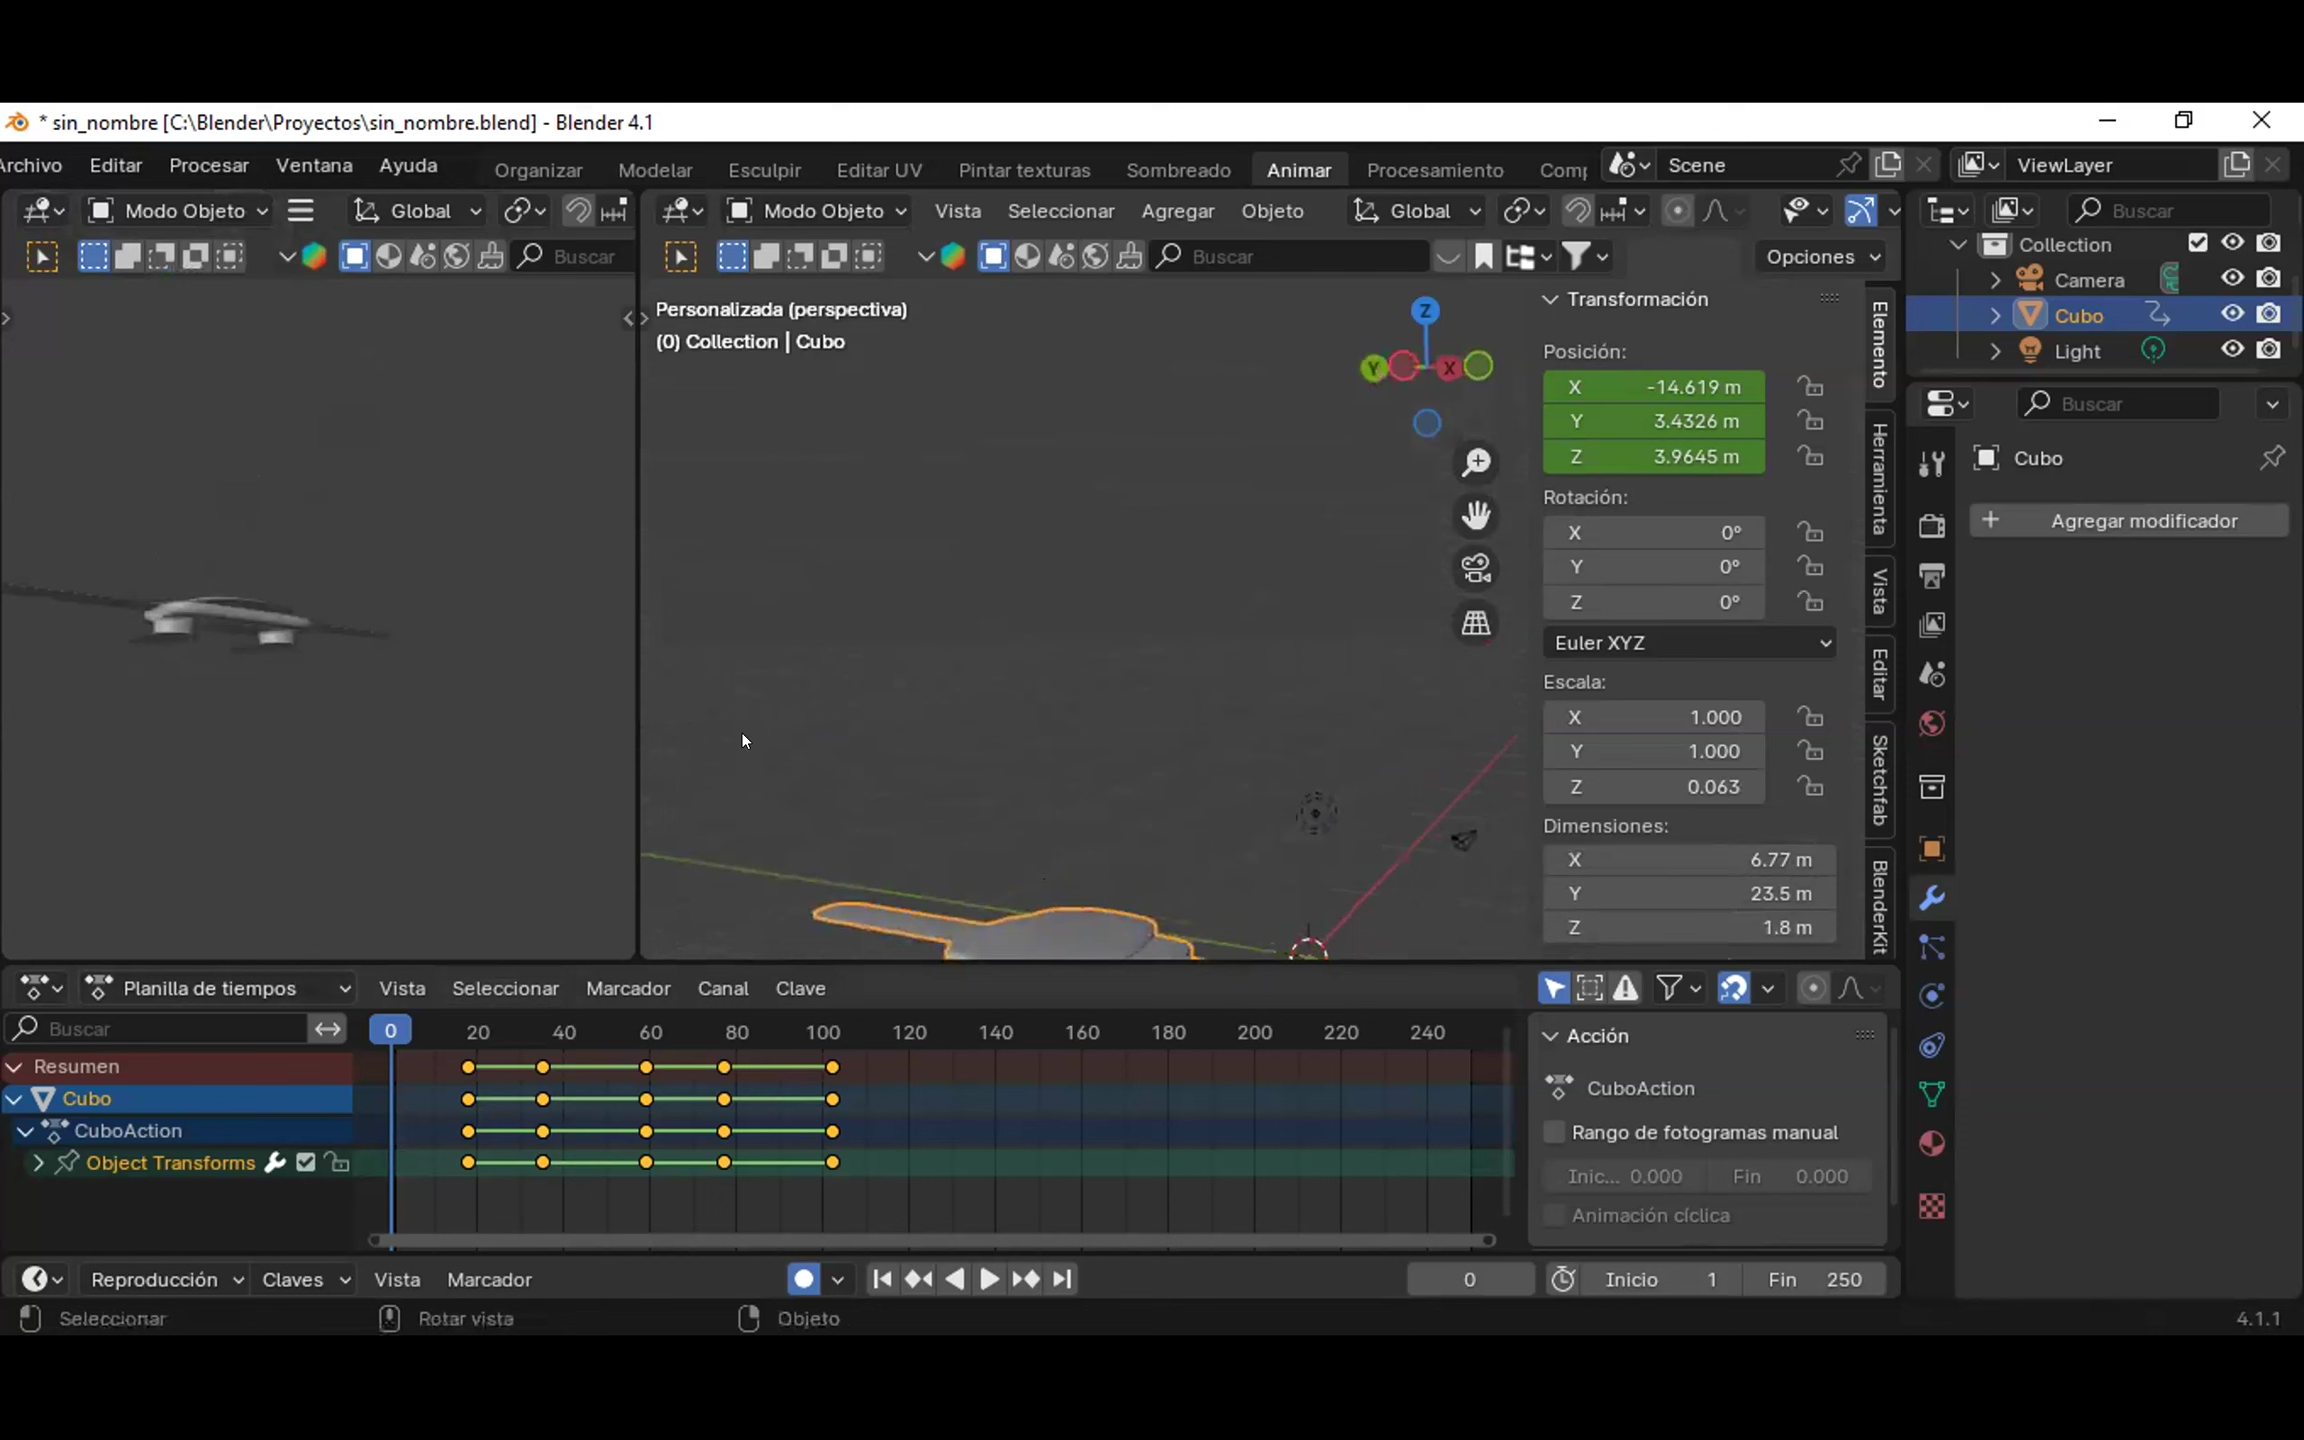 * sin_nombre [C:\Blender\Proyectos\sin_nombre.blend] - Blender 4.1
Archivo Editar Procesar Ventana Ayuda Organizar Modelar Esculpir Editar UV Pintar texturas Sombreado Animar Procesamiento Comp Scene ViewLayer
Modo Objeto Global Modo Objeto Vista Seleccionar Agregar Objeto Global Buscar
Buscar Buscar Opciones
Collection
Camera
Cubo
Light
Personalizada (perspectiva)
(0) Collection | Cubo
Z
Y X
Transformación
Posición:
X -14.619 m
Y 3.4326 m
Z 3.9645 m
Rotación:
X 0°
Y 0°
Z 0°
Euler XYZ
Escala:
X 1.000
Y 1.000
Z 0.063
Dimensiones:
X 6.77 m
Y 23.5 m
Z 1.8 m
Elemento
Herramienta
Vista
Editar
Sketchfab
BlenderKit
Buscar
Cubo
Agregar modificador
Planilla de tiempos Vista Seleccionar Marcador Canal Clave
Buscar 0 20 40 60 80 100 120 140 160 180 200 220 240
Resumen
Cubo
CuboAction
Object Transforms
Acción
CuboAction
Rango de fotogramas manual
Inic... 0.000 Fin 0.000
Animación cíclica
Reproducción Claves Vista Marcador 0 Inicio 1 Fin 250
Seleccionar Rotar vista Objeto 4.1.1